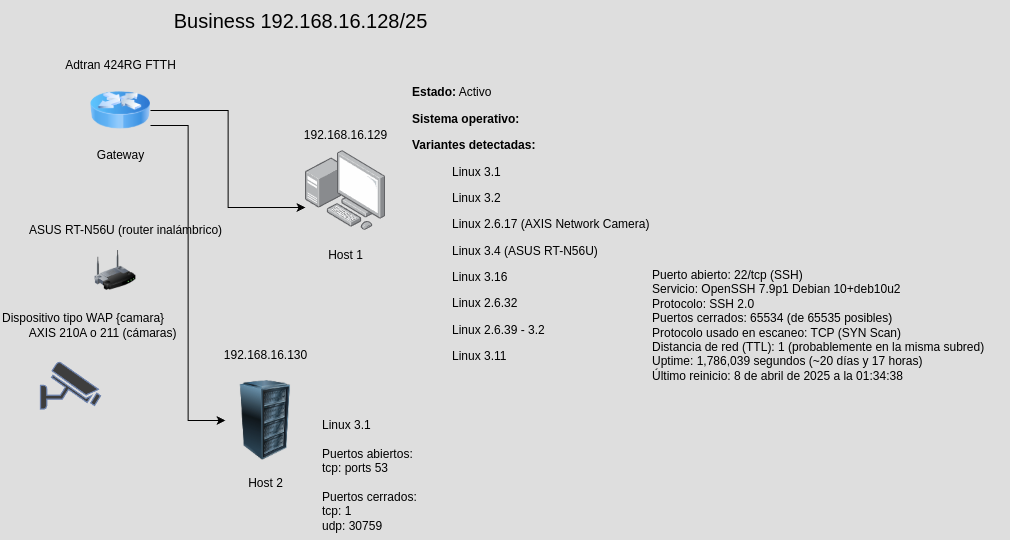 Business 192.168.16.128/25
Adtran 424RG FTTH
Gateway
192.168.16.129
Host 1
Estado: Activo
Sistema operativo:
Variantes detectadas:
Linux 3.1
Linux 3.2
Linux 2.6.17 (AXIS Network Camera)
Linux 3.4 (ASUS RT-N56U)
Linux 3.16
Linux 2.6.32
Linux 2.6.39 - 3.2
Linux 3.11
Puerto abierto: 22/tcp (SSH)
Servicio: OpenSSH 7.9p1 Debian 10+deb10u2
Protocolo: SSH 2.0
Puertos cerrados: 65534 (de 65535 posibles)
Protocolo usado en escaneo: TCP (SYN Scan)
Distancia de red (TTL): 1 (probablemente en la misma subred)
Uptime: 1,786,039 segundos (~20 días y 17 horas)
Último reinicio: 8 de abril de 2025 a la 01:34:38
ASUS RT-N56U (router inalámbrico)
Dispositivo tipo WAP {camara}
AXIS 210A o 211 (cámaras)
192.168.16.130
Host 2
Linux 3.1
Puertos abiertos:
tcp: ports 53
Puertos cerrados:
tcp: 1
udp: 30759